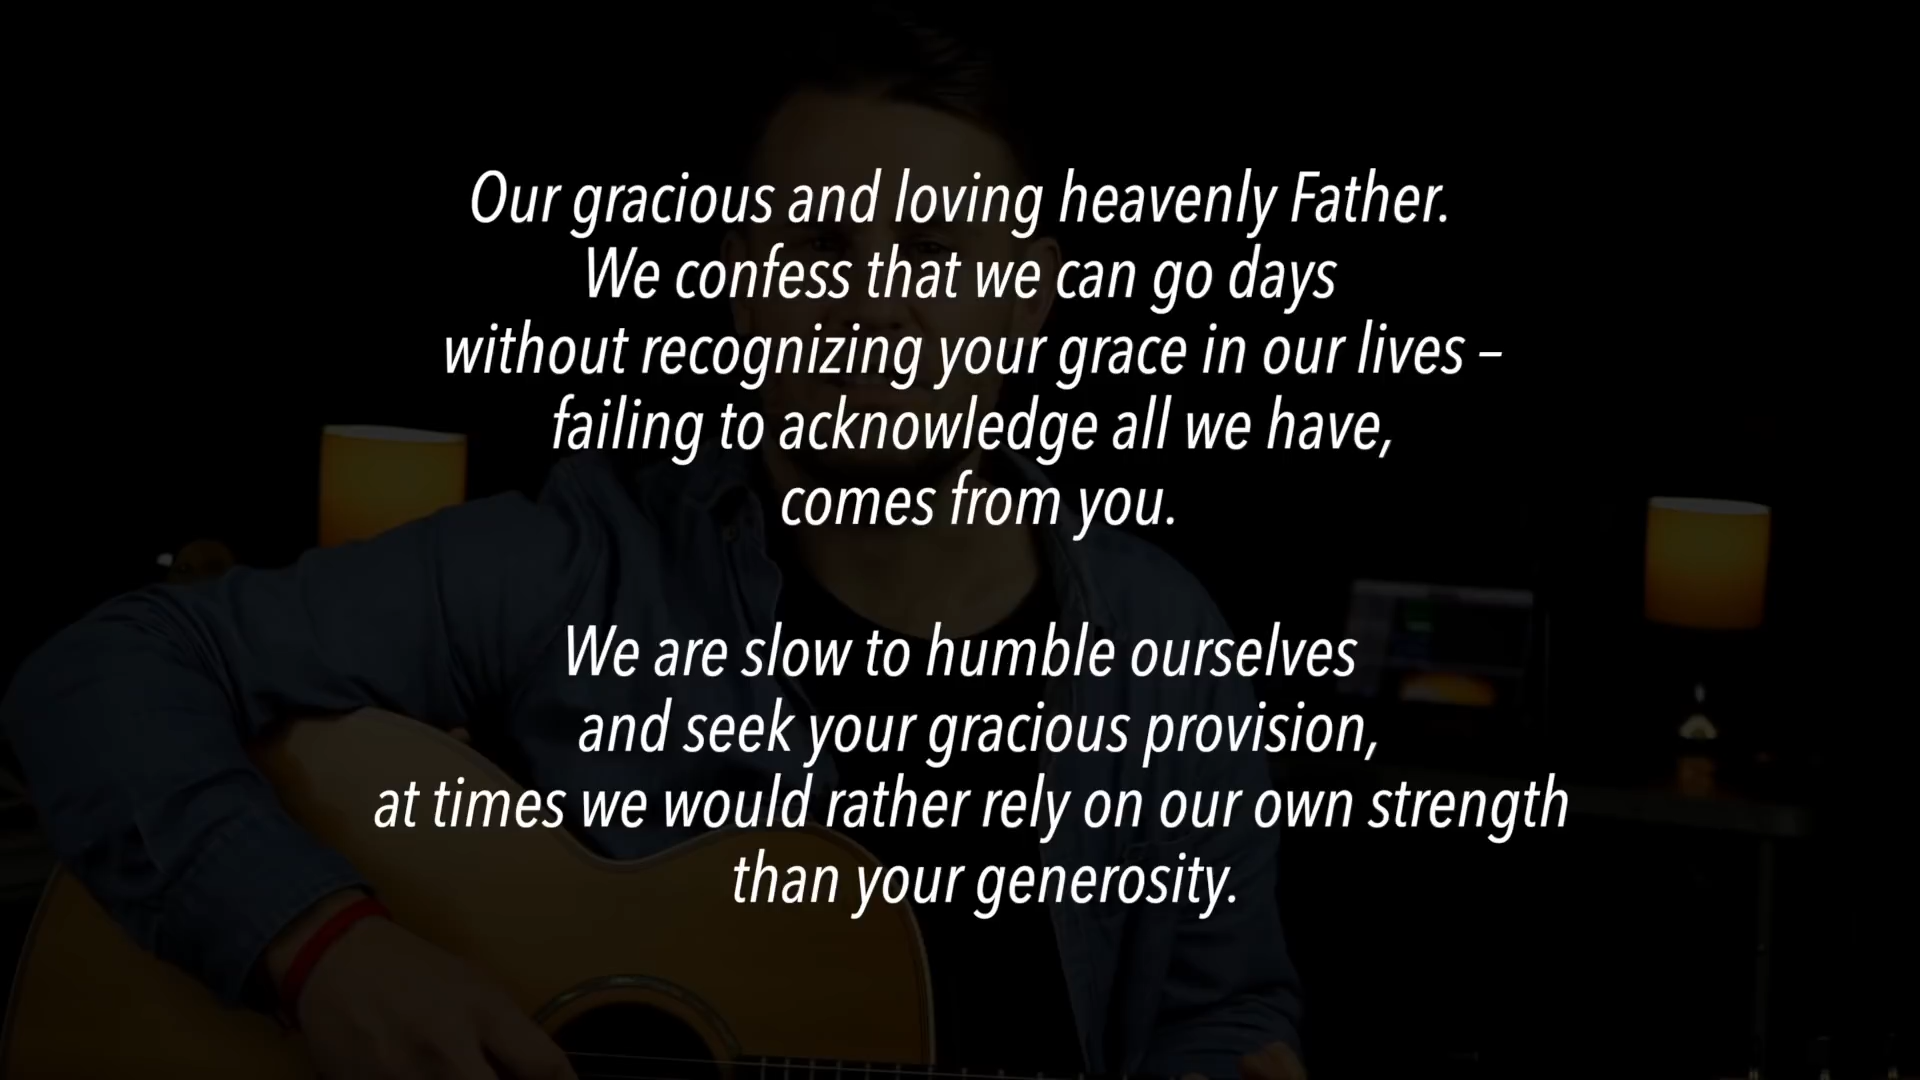 Our gracious and loving heavenly Father.
We confess that we can go days
without recognizing your grace in our lives –
failing to acknowledge all we have,
comes from you.
We are slow to humble ourselves
and seek your gracious provision,
at times we would rather rely on our own strength
than your generosity.